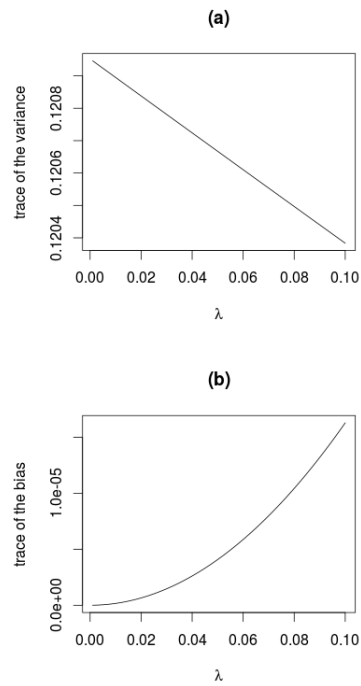 (a)
trace of the variance
0.1204 0.1206 0.1208
0.00 0.02 0.04 0.06 0.08 0.10
λ
(b)
trace of the bias
0.0e+00 1.0e-05
0.00 0.02 0.04 0.06 0.08 0.10
λ